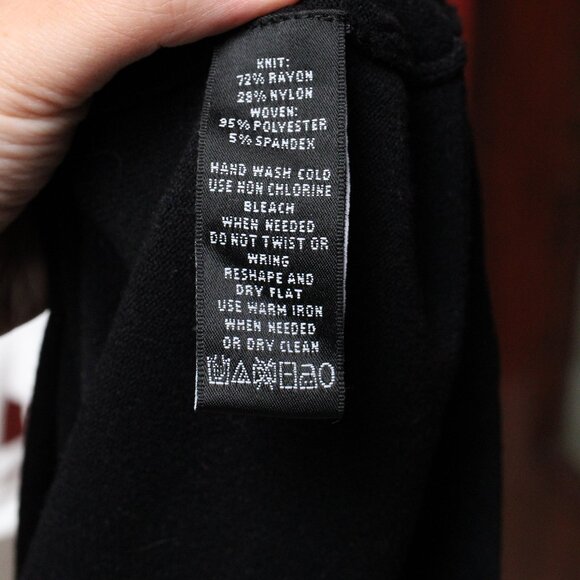 KNIT:
72% RAYON
28% NYLON
WOVEN:
95% POLYESTER
5% SPANDEX
HAND WASH COLD
USE NON CHLORINE
BLEACH
WHEN NEEDED
DO NOT TWIST OR
WRING
RESHAPE AND
DRY FLAT
USE WARM IRON
WHEN NEEDED
OR DRY CLEAN